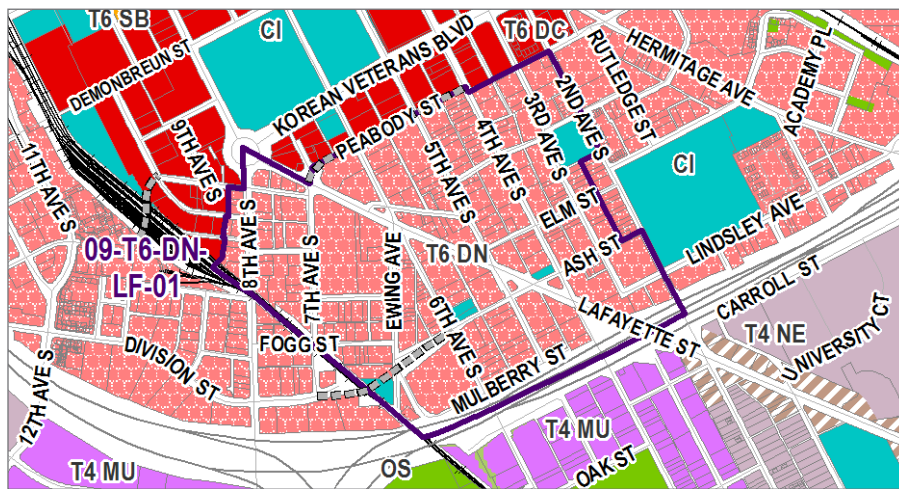 T6 SB
CI
T6 DC
DEMONBREUN ST
KOREAN VETERANS BLVD
RUTLEDGE ST
HERMITAGE AVE
ACADEMY PL
PEABODY ST
2ND AVE S
9TH AVE S
3RD AVE S
4TH AVE S
5TH AVE S
11TH AVE S
CI
ELM ST
LINDSLEY AVE
8TH AVE S
T6 DN
09-T6-DN-
LF-01
7TH AVE S
EWING AVE
ASH ST
CARROLL ST
6TH AVE S
LAFAYETTE ST
FOGG ST
T4 NE
UNIVERSITY CT
DIVISION ST
MULBERRY ST
12TH AVE S
T4 MU
T4 MU
OS
OAK ST